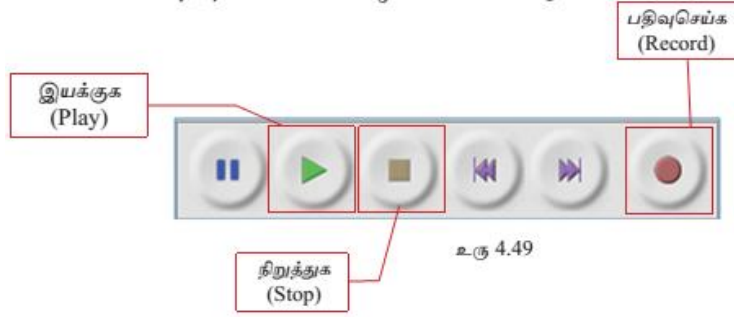 பதிவுசெய்க
(Record)
இயக்குக
(Play)
நிறுத்துக
(Stop)
உரு 4.49